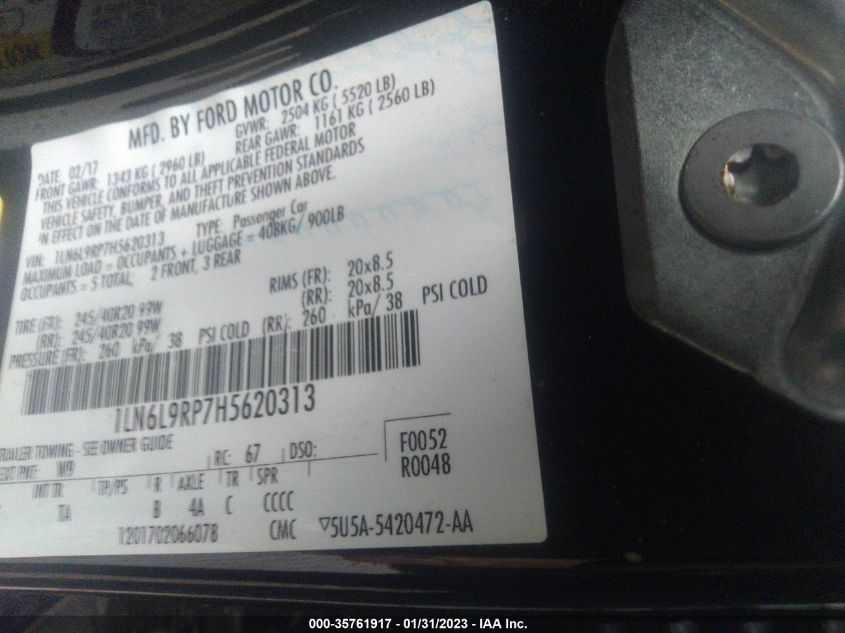 MFD. BY FORD MOTOR CO.
DATE 02/17 GVWR: 2504 KG ( 5520 LB)
FRONT GAWR: 1343 KG ( 2960 LB) REAR GAWR: 1161 KG ( 2560 LB)
THIS VEHICLE CONFORMS TO ALL APPLICABLE FEDERAL MOTOR
VEHICLE SAFETY, BUMPER, AND THEFT PREVENTION STANDARDS
IN EFFECT ON THE DATE OF MANUFACTURE SHOWN ABOVE.
VIN: 1LN6L9RP7H5620313 TYPE: Passenger Car
MAXIMUM LOAD = OCCUPANTS + LUGGAGE = 408KG/ 900LB
OCCUPANTS = 5 TOTAL; 2 FRONT, 3 REAR
TIRE (FR): 245/40R20 99W RIMS (FR): 20x8.5
(RR): 245/40R20 99W (RR): 20x8.5
PRESSURE (FR): 260 kPa/ 38 PSI COLD (RR): 260 kPa/ 38 PSI COLD
1LN6L9RP7H5620313
TRAILER TOWING - SEE OWNER GUIDE
RC: 67 DSO: F0052
R0048
INT TR TP/PS R AXLE TR SPR
B 4A C CCCC
1201702066078 CMC ▽5U5A-5420472-AA
000-35761917 - 01/31/2023 - IAA Inc.